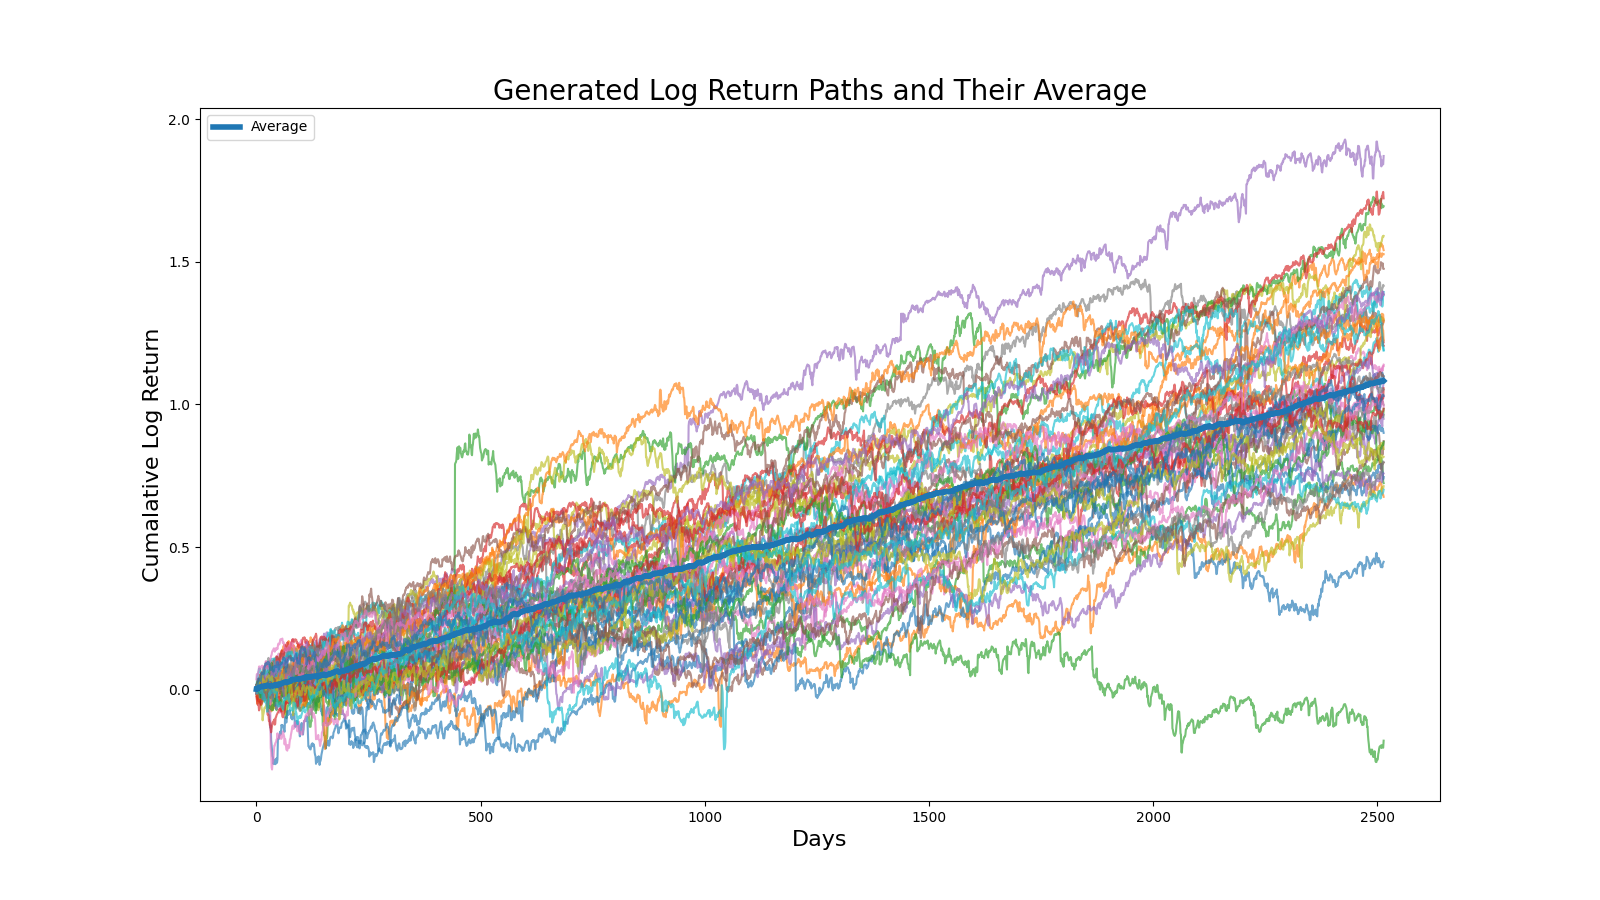 Generated Log Return Paths and Their Average
Average
Cumalative Log Return
2.0
1.5
1.0
0.5
0.0
0
500
1000
1500
2000
2500
Days